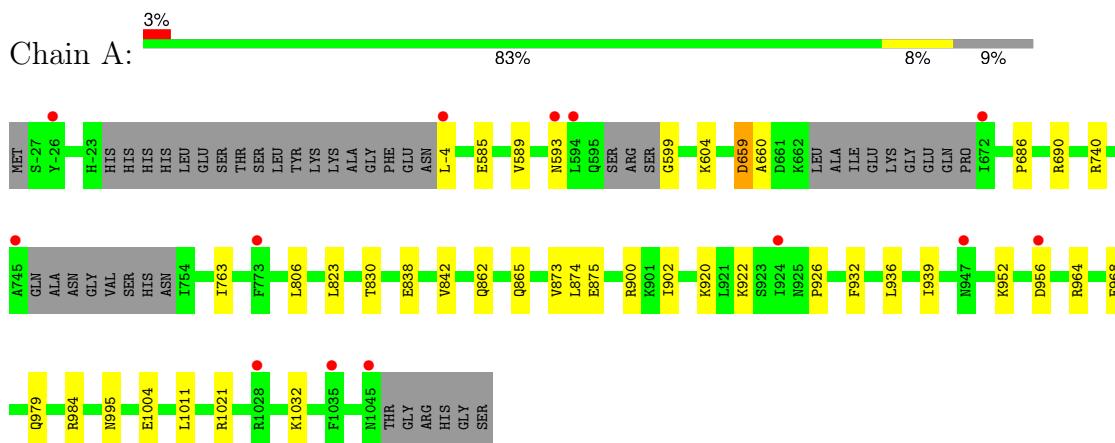 3%
Chain A:
83% 8% 9%
MET S-27 Y-26 H-23 HIS HIS HIS HIS LEU GLU SER THR SER LEU TYR LYS LYS ALA GLY PHE GLU ASN L-4 E585 V589 N593 L594 Q595 SER ARG SER G599 K604 D659 A660 D661 K662 LEU ALA ILE GLU LYS GLY GLU GLN PRO I672 P686 R690 R740
A745 GLN ALA ASN GLY VAL SER HIS ASN I754 I763 F773 L806 L823 T830 E838 V842 Q862 Q865 V873 L874 E875 R900 K901 I902 K920 L921 K922 S923 I924 N925 P926 F932 L936 I939 N947 K952 D956 R964
Q979 R984 N995 E1004 L1011 R1021 R1028 K1032 F1035 N1045 THR GLY ARG HIS GLY SER